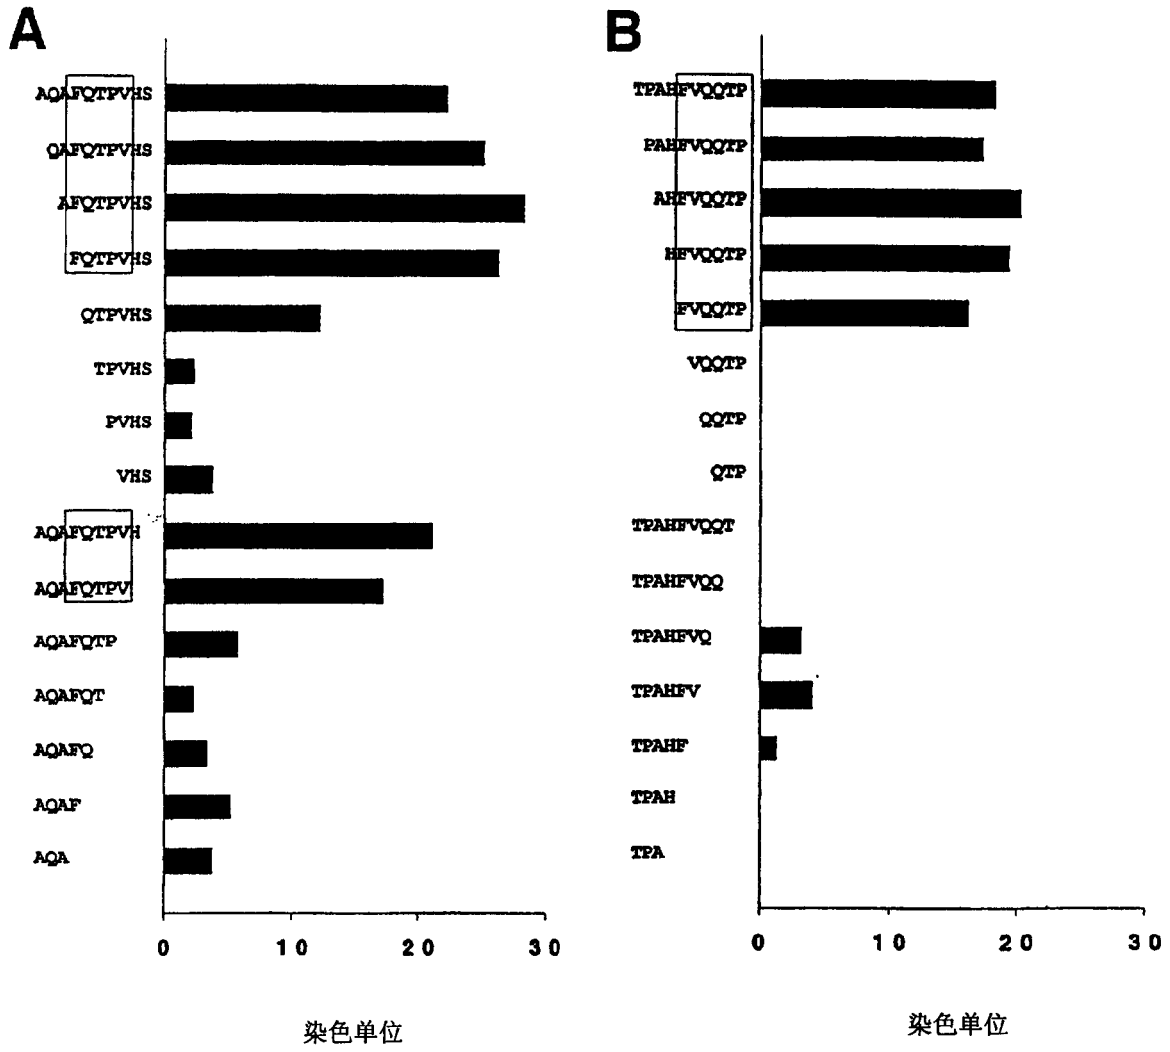 A
AQAFQTPVHS
QAFQTPVHS
AFQTPVHS
FQTPVHS
QTPVHS
TPVHS
PVHS
VHS
AQAFQTPVH
AQAFQTPV
AQAFQTP
AQAFQT
AQAFQ
AQAF
AQA
0 10 20 30
染色单位
B
TPAHFVQQTP
PAHFVQQTP
AHFVQQTP
HFVQQTP
FVQQTP
VQQTP
QQTP
QTP
TPAHFVQQT
TPAHFVQQ
TPAHFVQ
TPAHFV
TPAHF
TPAH
TPA
0 10 20 30
染色单位